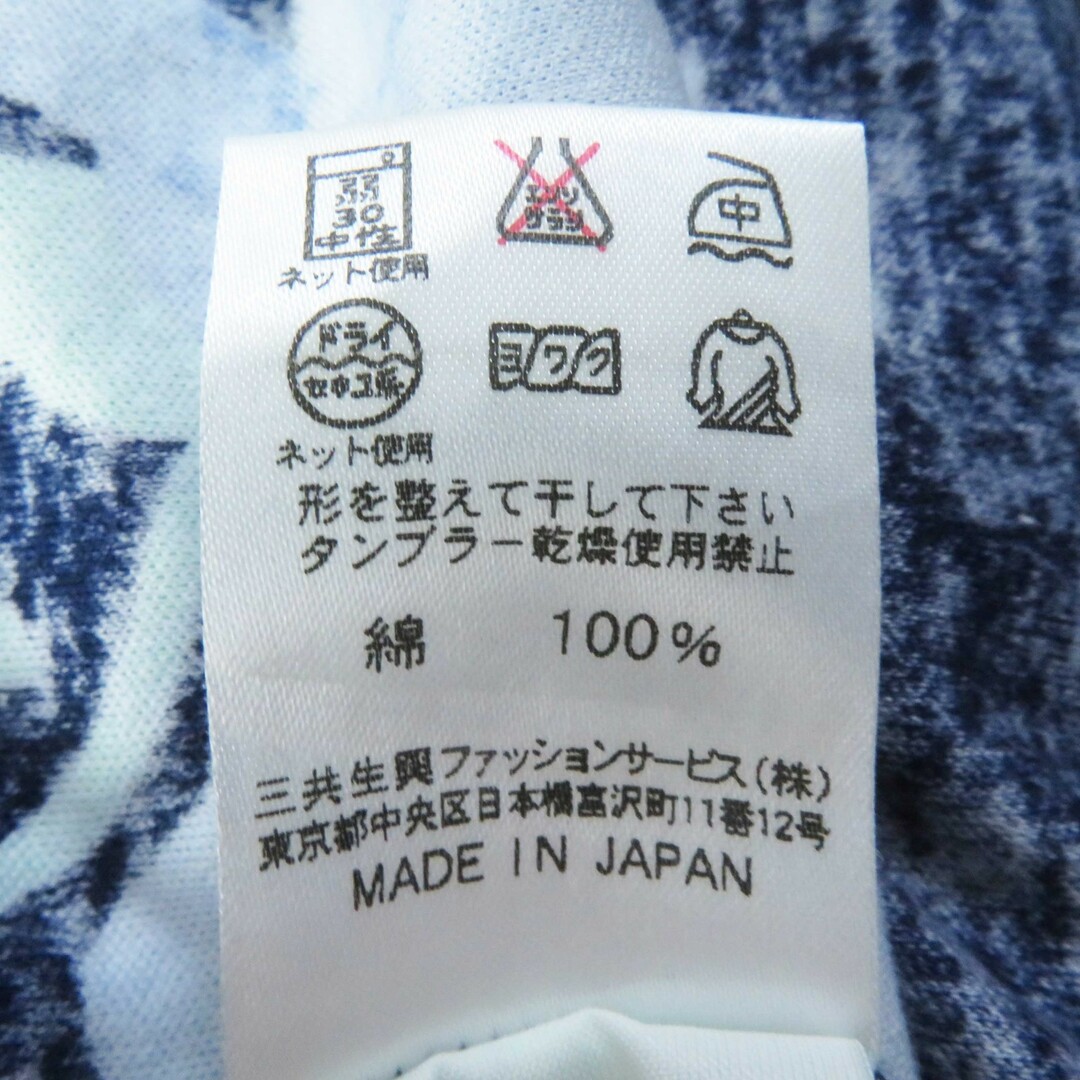 弱
30
中性
ネット使用
エンソ
サラシ
中
ドライ
セキユ系
ネット使用
ヨワク
形を整えて干して下さい
タンブラー乾燥使用禁止
綿 100%
三共生興ファッションサービス(株)
東京都中央区日本橋富沢町11番12号
MADE IN JAPAN